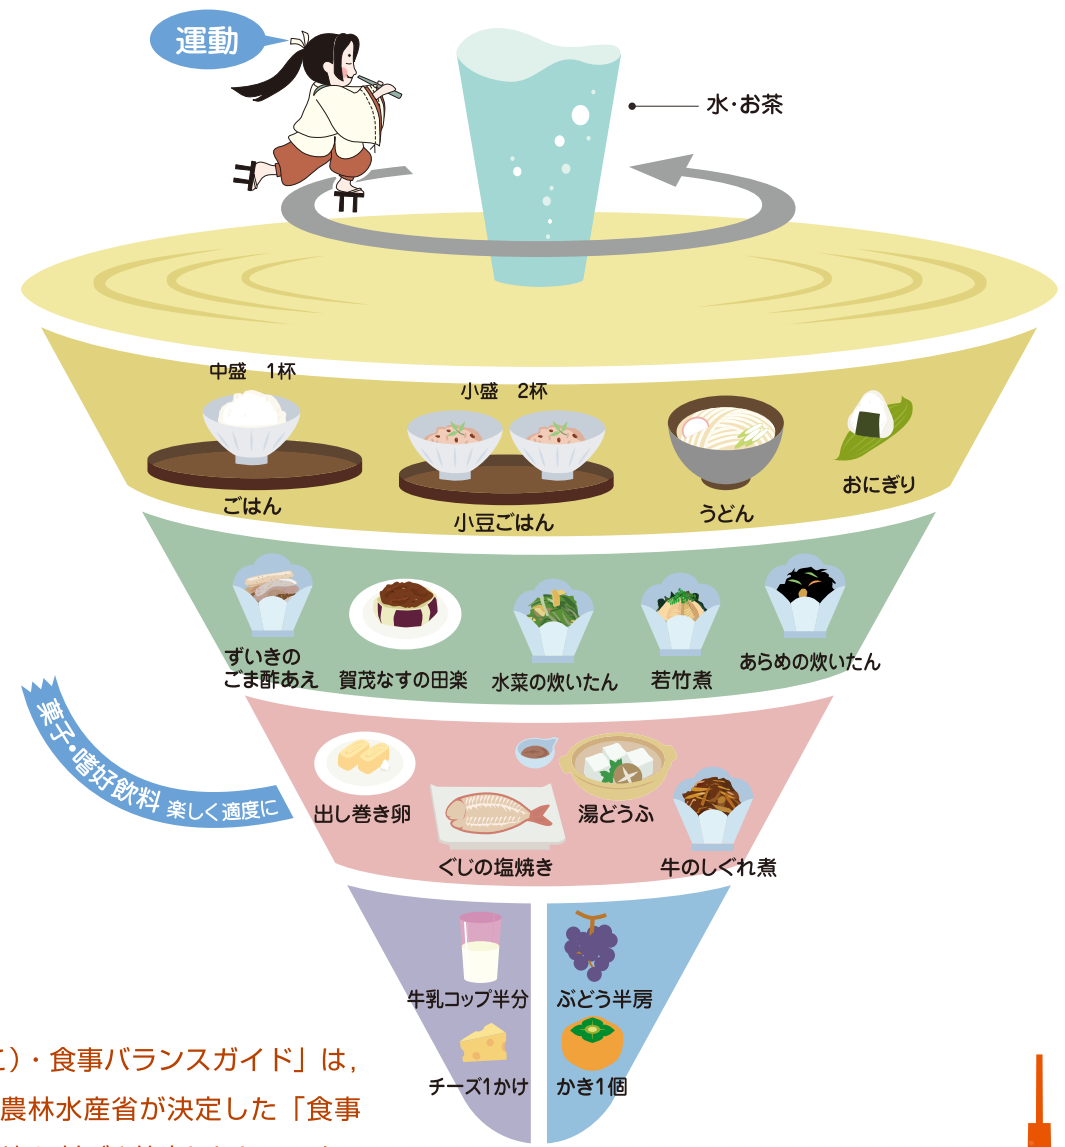 運動
水・お茶
中盛　1杯
小盛　2杯
ごはん
小豆ごはん
うどん
おにぎり
ずいきの
ごま酢あえ
賀茂なすの田楽
水菜の炊いたん
若竹煮
あらめの炊いたん
菓子・嗜好飲料 楽しく適度に
出し巻き卵
ぐじの塩焼き
湯どうふ
牛のしぐれ煮
牛乳コップ半分
ぶどう半房
チーズ1かけ
かき1個
）・食事バランスガイド」は，
農林水産省が決定した「食事